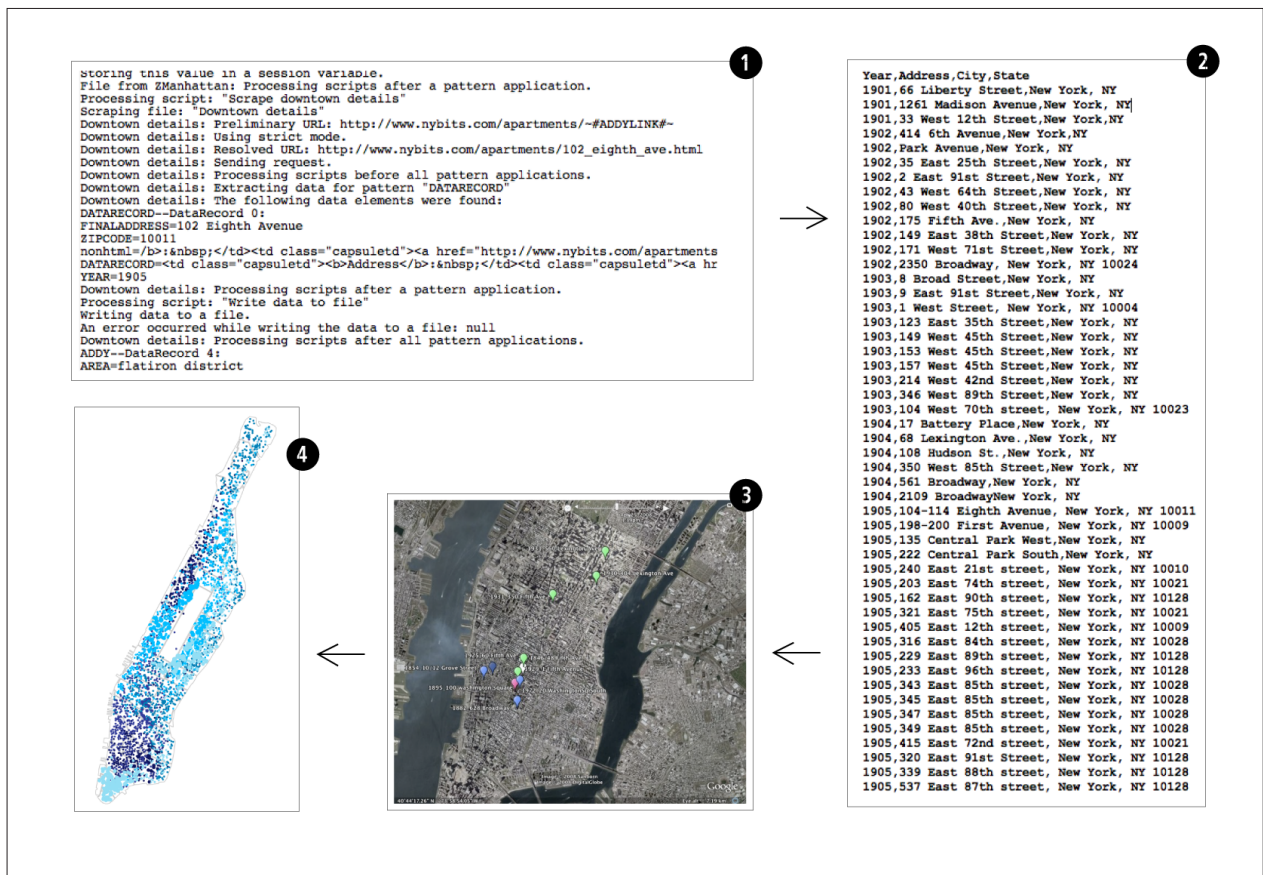 1
Storing this value in a session variable.
File from ZManhattan: Processing scripts after a pattern application.
Processing script: "Scrape downtown details"
Scraping file: "Downtown details"
Downtown details: Preliminary URL: http://www.nybits.com/apartments/~#ADDYLINK#~
Downtown details: Using strict mode.
Downtown details: Resolved URL: http://www.nybits.com/apartments/102_eighth_ave.html
Downtown details: Sending request.
Downtown details: Processing scripts before all pattern applications.
Downtown details: Extracting data for pattern "DATARECORD"
Downtown details: The following data elements were found:
DATARECORD--DataRecord 0:
FINALADDRESS=102 Eighth Avenue
ZIPCODE=10011
nonhtml=/b>:&nbsp;</td><td class="capsuletd"><a href="http://www.nybits.com/apartments
DATARECORD=<td class="capsuletd"><b>Address</b>:&nbsp;</td><td class="capsuletd"><a hr
YEAR=1905
Downtown details: Processing scripts after a pattern application.
Processing script: "Write data to file"
Writing data to a file.
An error occurred while writing the data to a file: null
Downtown details: Processing scripts after all pattern applications.
ADDY--DataRecord 4:
AREA=flatiron district
2
Year,Address,City,State
1901,66 Liberty Street,New York, NY
1901,1261 Madison Avenue,New York, NY
1901,33 West 12th Street,New York,NY
1902,414 6th Avenue,New York,NY
1902,Park Avenue,New York, NY
1902,35 East 25th Street,New York, NY
1902,2 East 91st Street,New York, NY
1902,43 West 64th Street,New York, NY
1902,80 West 40th Street,New York, NY
1902,175 Fifth Ave.,New York, NY
1902,149 East 38th Street,New York, NY
1902,171 West 71st Street,New York, NY
1902,2350 Broadway, New York, NY 10024
1903,8 Broad Street,New York, NY
1903,9 East 91st Street,New York, NY
1903,1 West Street, New York, NY 10004
1903,123 East 35th Street,New York, NY
1903,149 West 45th Street,New York, NY
1903,153 West 45th Street,New York, NY
1903,157 West 45th Street,New York, NY
1903,214 West 42nd Street,New York, NY
1903,346 West 89th Street,New York, NY
1903,104 West 70th street, New York, NY 10023
1904,17 Battery Place,New York, NY
1904,68 Lexington Ave.,New York, NY
1904,108 Hudson St.,New York, NY
1904,350 West 85th Street,New York, NY
1904,561 Broadway,New York, NY
1904,2109 BroadwayNew York, NY
1905,104-114 Eighth Avenue, New York, NY 10011
1905,198-200 First Avenue, New York, NY 10009
1905,135 Central Park West,New York, NY
1905,222 Central Park South,New York, NY
1905,240 East 21st street, New York, NY 10010
1905,203 East 74th street, New York, NY 10021
1905,162 East 90th street, New York, NY 10128
1905,321 East 75th street, New York, NY 10021
1905,405 East 12th street, New York, NY 10009
1905,316 East 84th street, New York, NY 10028
1905,229 East 89th street, New York, NY 10128
1905,233 East 96th street, New York, NY 10128
1905,343 East 85th street, New York, NY 10028
1905,345 East 85th street, New York, NY 10028
1905,347 East 85th street, New York, NY 10028
1905,349 East 85th street, New York, NY 10028
1905,415 East 72nd street, New York, NY 10021
1905,320 East 91st Street, New York, NY 10128
1905,339 East 88th street, New York, NY 10128
1905,537 East 87th street, New York, NY 10128
3
Lexington Ave
Grove Street
1895 100 Washington Square
Broadway
DigitalGlobe
Google
4